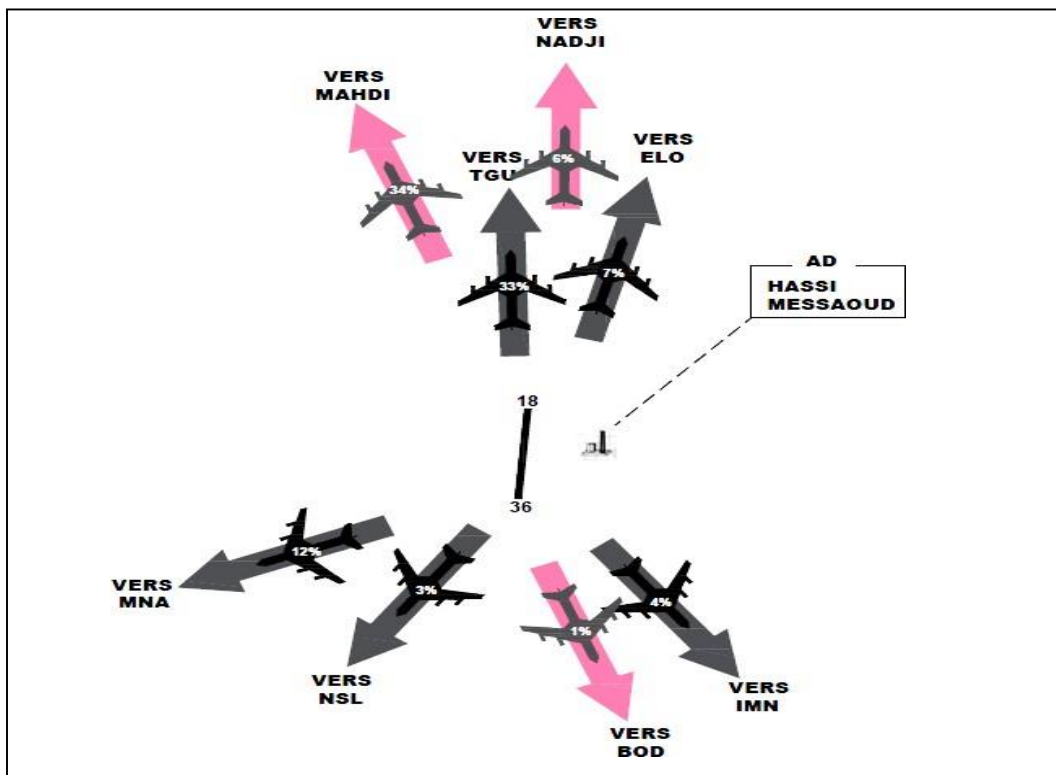 VERS
NADJI
VERS
MAHDI
VERS
ELO
VERS
TGU
6%
34%
33%
7%
AD
HASSI
MESSAOUD
18
36
12%
3%
1%
4%
VERS
MNA
VERS
NSL
VERS
IMN
VERS
BOD